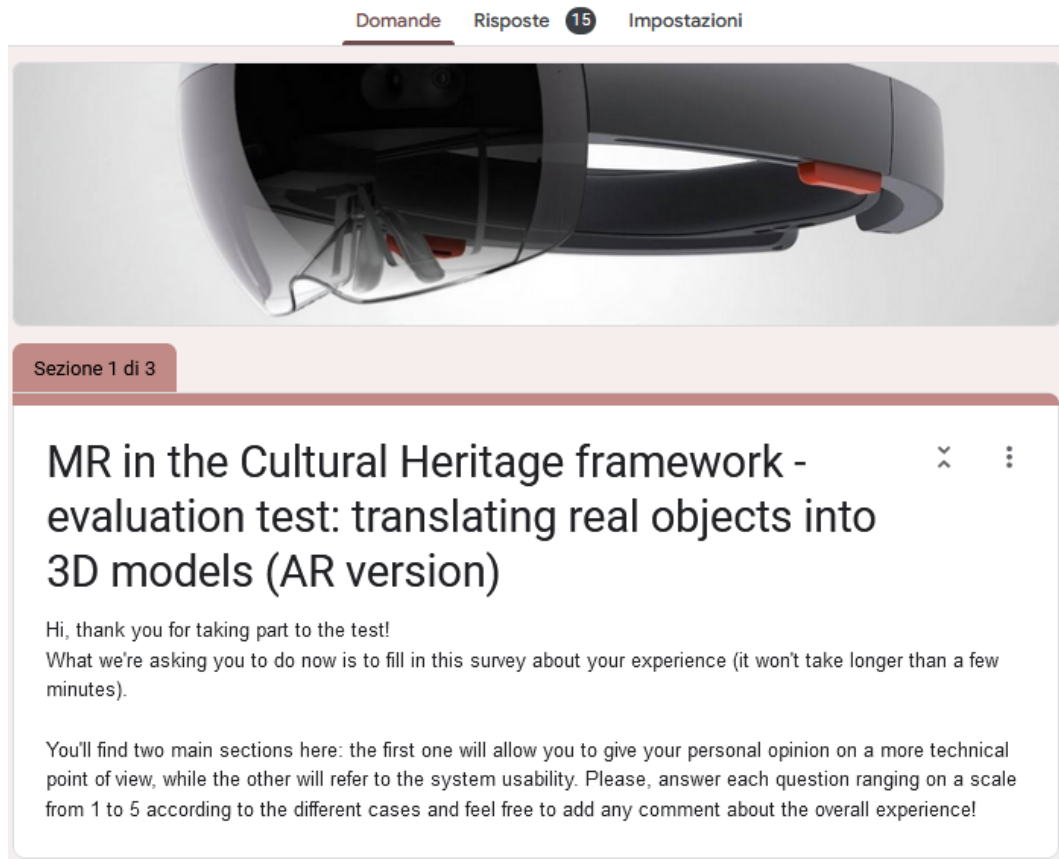 Domande Risposte 15 Impostazioni
Sezione 1 di 3
MR in the Cultural Heritage framework -
evaluation test: translating real objects into
3D models (AR version)
Hi, thank you for taking part to the test!
What we're asking you to do now is to fill in this survey about your experience (it won't take longer than a few
minutes).
You'll find two main sections here: the first one will allow you to give your personal opinion on a more technical
point of view, while the other will refer to the system usability. Please, answer each question ranging on a scale
from 1 to 5 according to the different cases and feel free to add any comment about the overall experience!